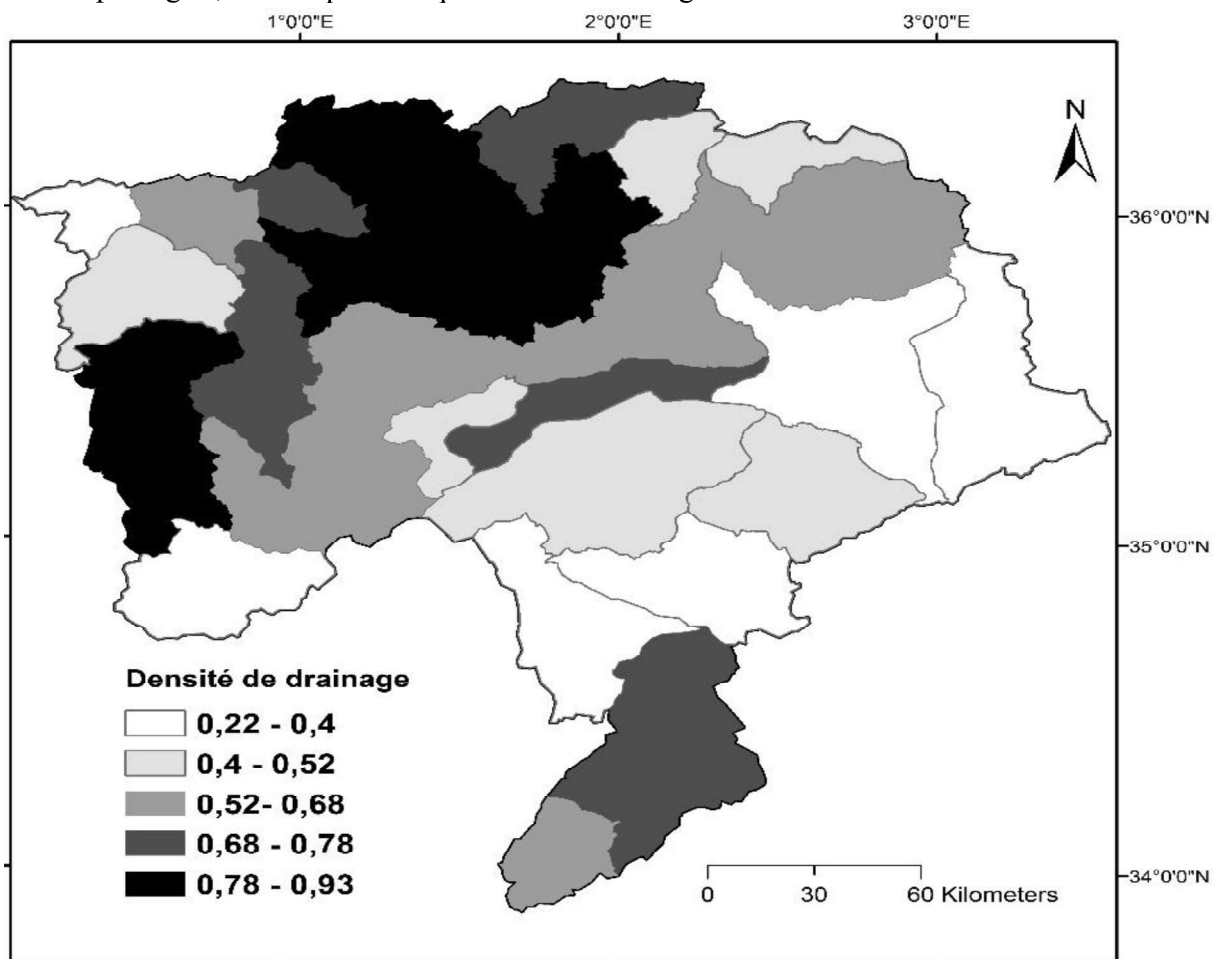 1°0'0"E 2°0'0"E 3°0'0"E
N
36°0'0"N
35°0'0"N
Densité de drainage
0,22 - 0,4
0,4 - 0,52
0,52- 0,68
0,68 - 0,78
0,78 - 0,93
34°0'0"N
0 30 60 Kilometers